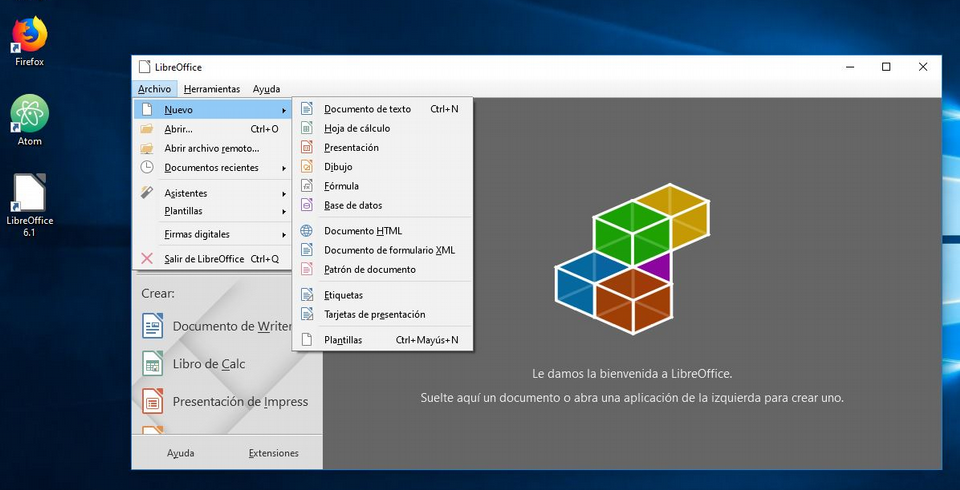 Firefox
Atom
LibreOffice
6.1
LibreOffice
Archivo Herramientas Ayuda
Nuevo
Abrir... Ctrl+O
Abrir archivo remoto...
Documentos recientes
Asistentes
Plantillas
Firmas digitales
Salir de LibreOffice Ctrl+Q
Documento de texto Ctrl+N
Hoja de cálculo
Presentación
Dibujo
Fórmula
Base de datos
Documento HTML
Documento de formulario XML
Patrón de documento
Etiquetas
Tarjetas de presentación
Plantillas Ctrl+Mayús+N
Crear:
Documento de Writer
Libro de Calc
Presentación de Impress
Ayuda Extensiones
Le damos la bienvenida a LibreOffice.
Suelte aquí un documento o abra una aplicación de la izquierda para crear uno.